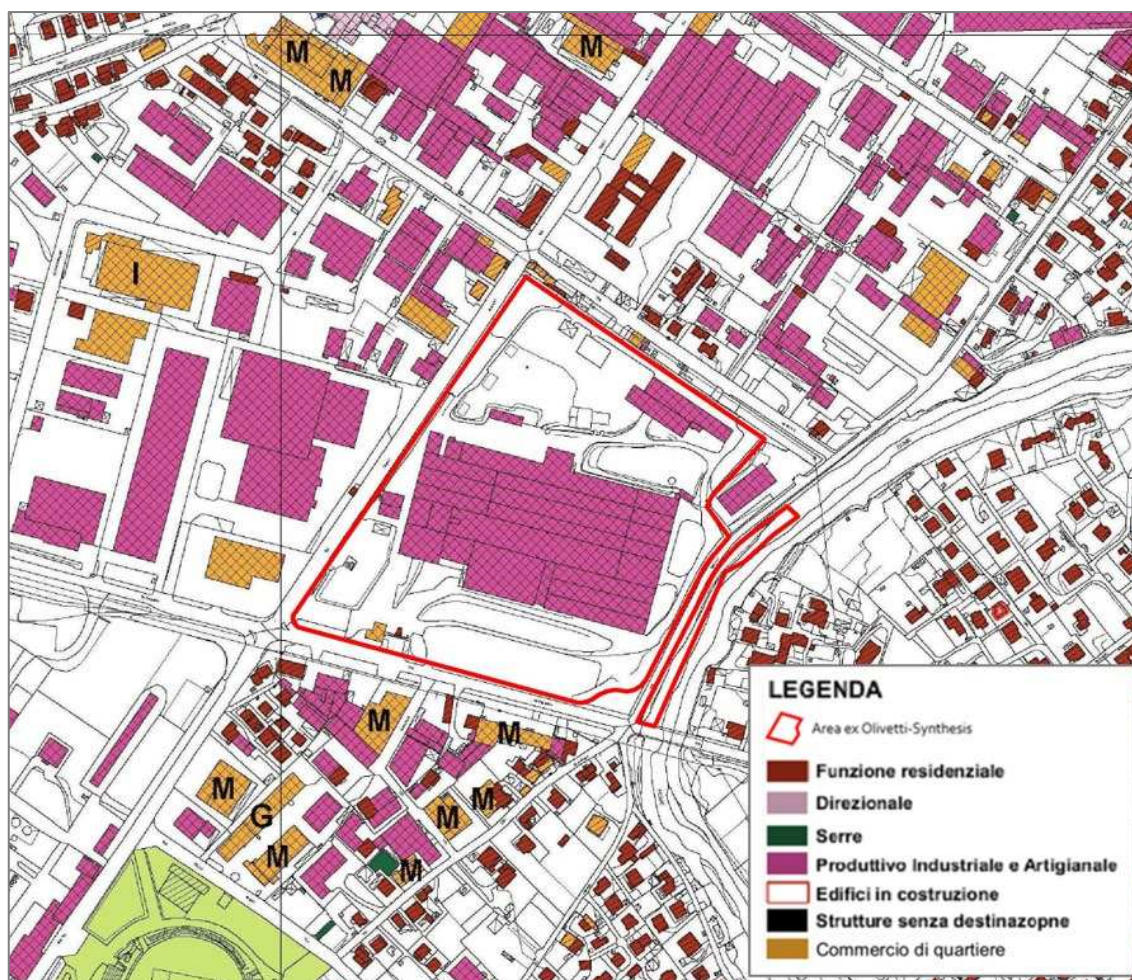 M
M
M
I
M
M
M
G
M
M
M
M
LEGENDA
Area ex Olivetti-Synthesis
Funzione residenziale
Direzionale
Serre
Produttivo Industriale e Artigianale
Edifici in costruzione
Strutture senza destinazopne
Commercio di quartiere